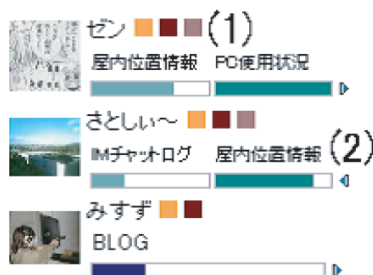 ゼン (1)
屋内位置情報 PC使用状況
さとしぃ～
IMチャットログ 屋内位置情報 (2)
みすず
BLOG